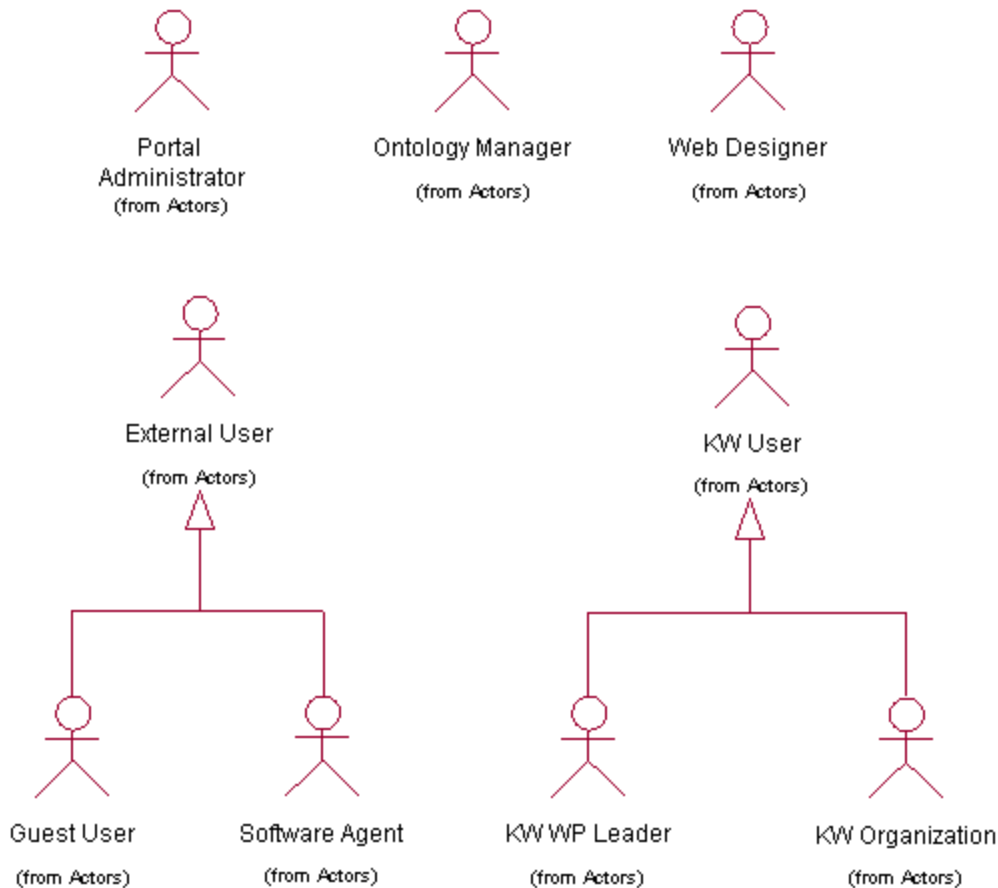 Portal
Administrator
(from Actors)
Ontology Manager
(from Actors)
Web Designer
(from Actors)
External User
(from Actors)
KW User
(from Actors)
Guest User
(from Actors)
Software Agent
(from Actors)
KW WP Leader
(from Actors)
KW Organization
(from Actors)